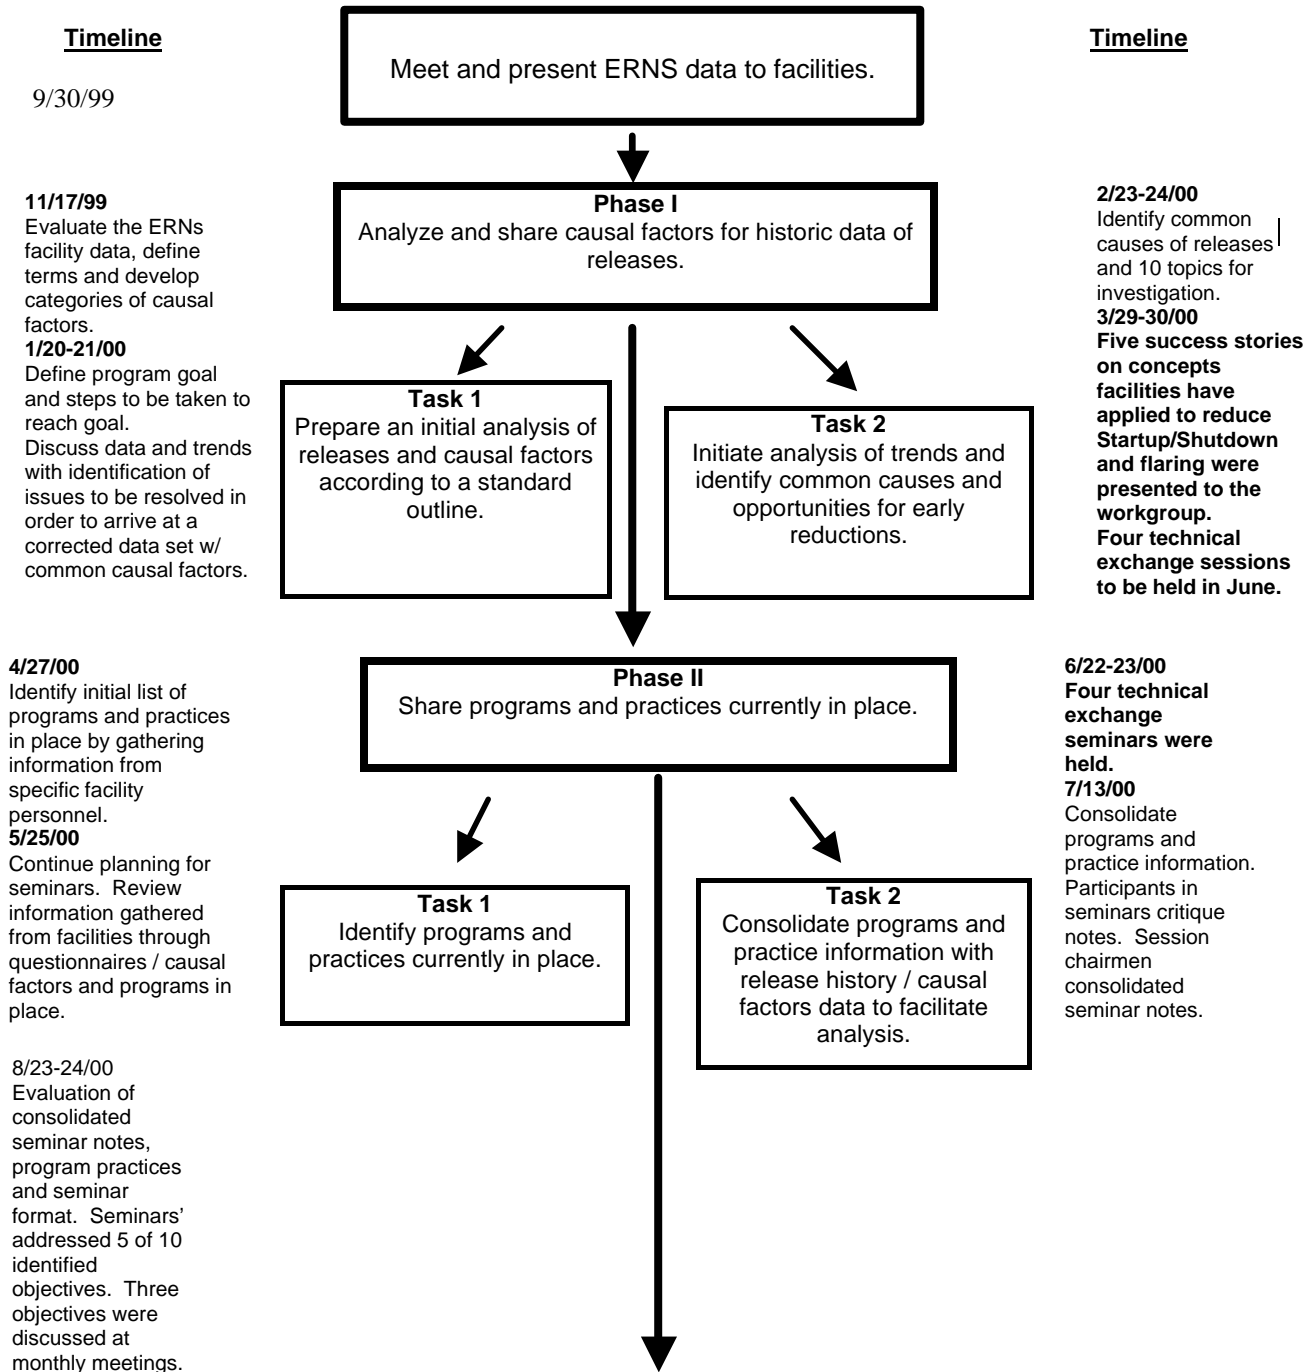 Timeline
9/30/99
Meet and present ERNS data to facilities.
Timeline
11/17/99
Evaluate the ERNs
facility data, define
terms and develop
categories of causal
factors.
1/20-21/00
Define program goal
and steps to be taken to
reach goal.
Discuss data and trends
with identification of
issues to be resolved in
order to arrive at a
corrected data set w/
common causal factors.
Phase I
Analyze and share causal factors for historic data of
releases.
Task 1
Prepare an initial analysis of
releases and causal factors
according to a standard
outline.
Task 2
Initiate analysis of trends and
identify common causes and
opportunities for early
reductions.
2/23-24/00
Identify common
causes of releases
and 10 topics for
investigation.
3/29-30/00
Five success stories
on concepts
facilities have
applied to reduce
Startup/Shutdown
and flaring were
presented to the
workgroup.
Four technical
exchange sessions
to be held in June.
4/27/00
Identify initial list of
programs and practices
in place by gathering
information from
specific facility
personnel.
5/25/00
Continue planning for
seminars.  Review
information gathered
from facilities through
questionnaires / causal
factors and programs in
place.
8/23-24/00
Evaluation of
consolidated
seminar notes,
program practices
and seminar
format.  Seminars’
addressed 5 of 10
identified
objectives.  Three
objectives were
discussed at
monthly meetings.
Phase II
Share programs and practices currently in place.
Task 1
Identify programs and
practices currently in place.
Task 2
Consolidate programs and
practice information with
release history / causal
factors data to facilitate
analysis.
6/22-23/00
Four technical
exchange
seminars were
held.
7/13/00
Consolidate
programs and
practice information.
Participants in
seminars critique
notes.  Session
chairmen
consolidated
seminar notes.